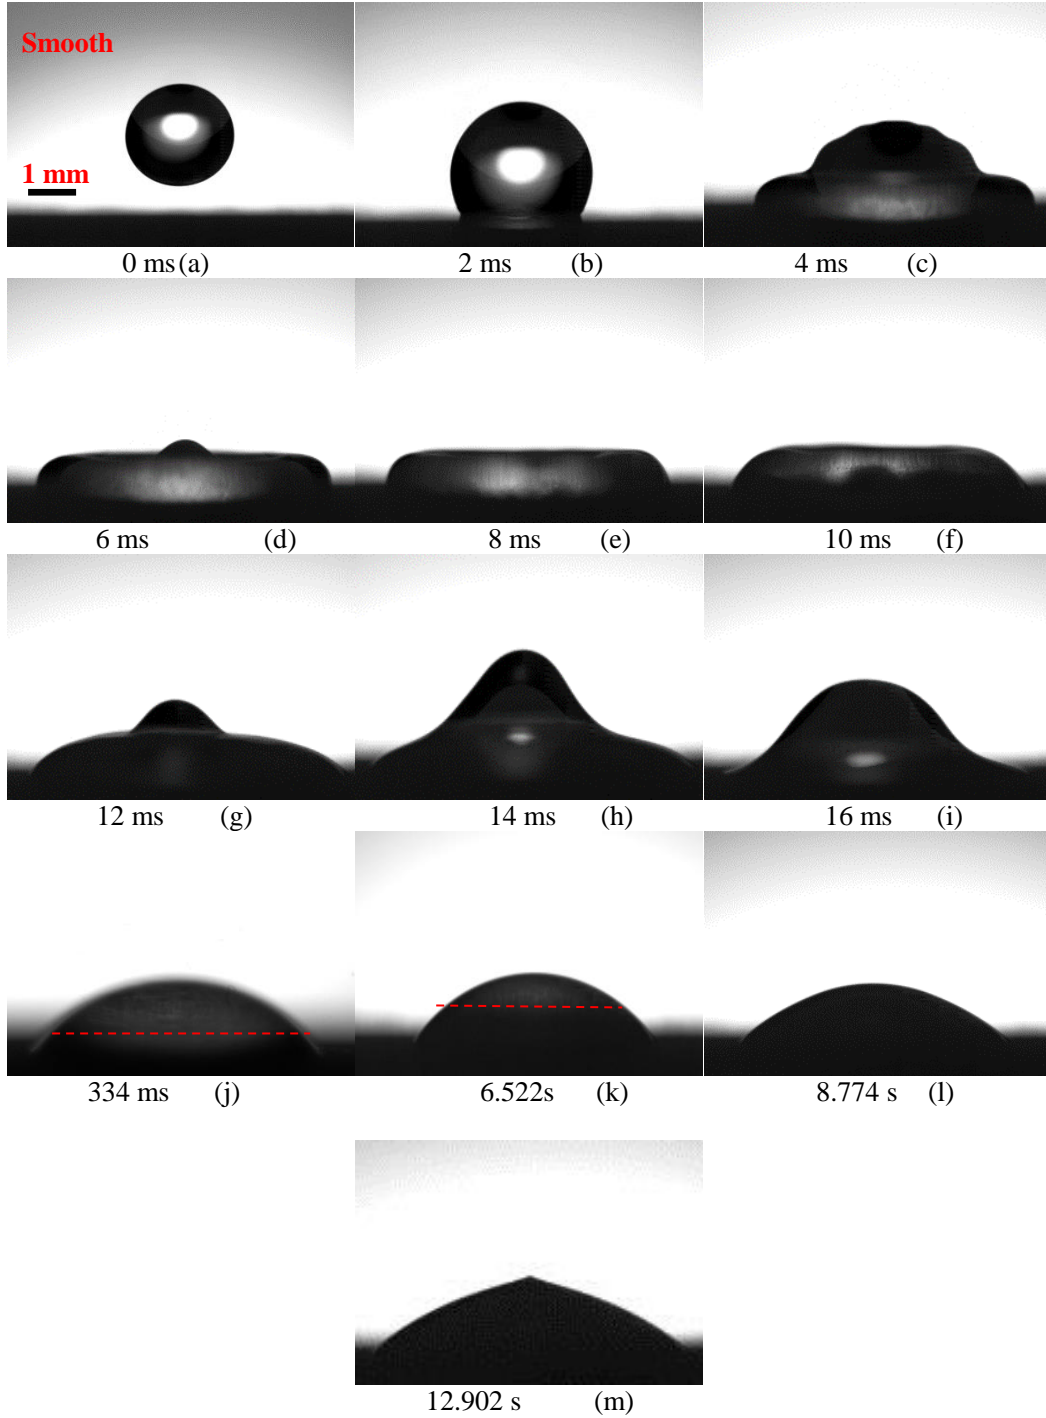 Smooth
1 mm
0 ms (a)
2 ms (b)
4 ms (c)
6 ms (d)
8 ms (e)
10 ms (f)
12 ms (g)
14 ms (h)
16 ms (i)
334 ms (j)
6.522s (k)
8.774 s (l)
12.902 s (m)